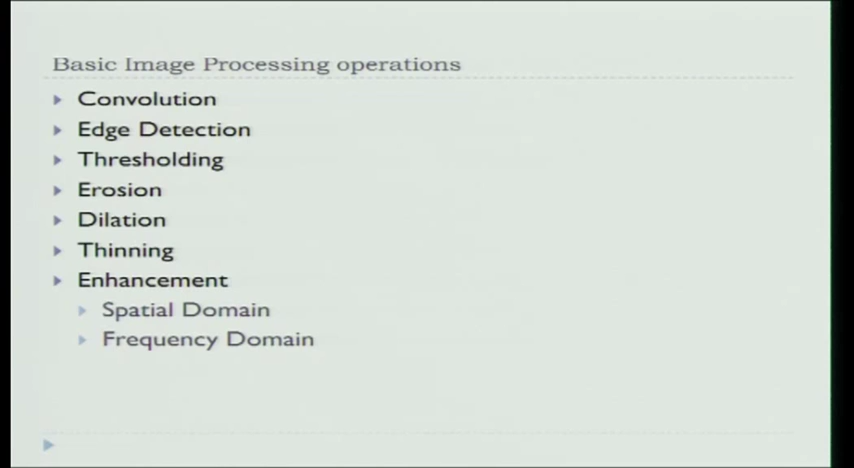 Basic Image Processing operations
Convolution
Edge Detection
Thresholding
Erosion
Dilation
Thinning
Enhancement
Spatial Domain
Frequency Domain